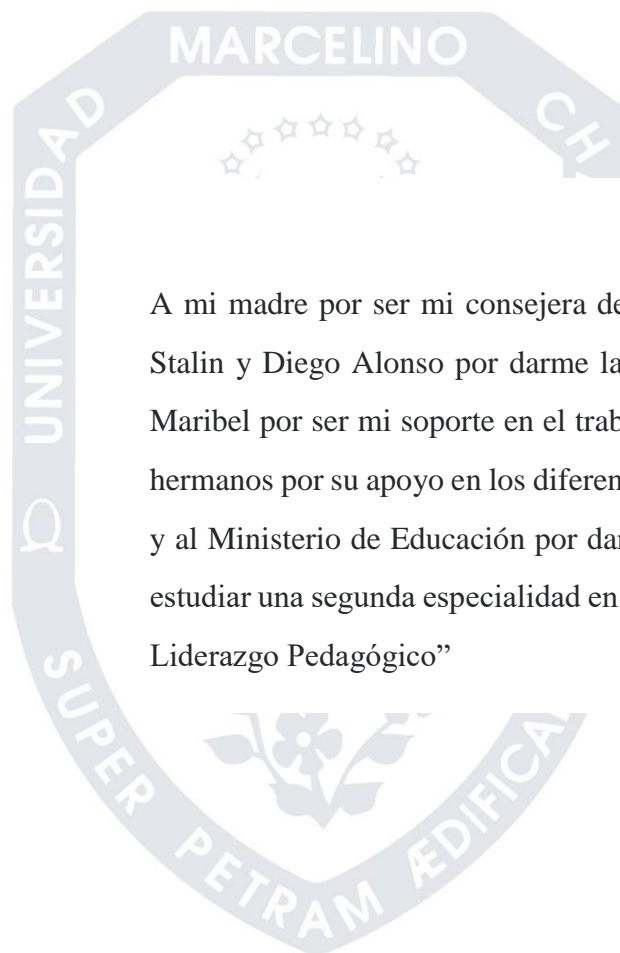 MARCELINO
CH
UNIVERSIDAD
A mi madre por ser mi consejera de
Stalin y Diego Alonso por darme la
Maribel por ser mi soporte en el trab
hermanos por su apoyo en los diferen
y al Ministerio de Educación por dar
estudiar una segunda especialidad en
Liderazgo Pedagógico”
SUPER PETRAM ÆDIFICA